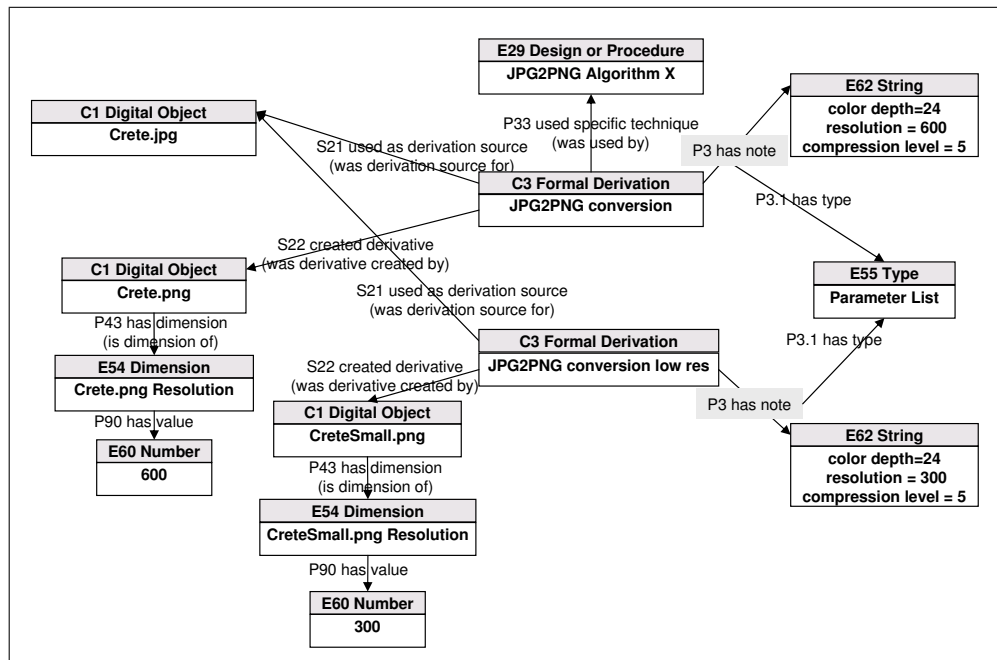 E29 Design or Procedure
JPG2PNG Algorithm X
E62 String
color depth=24
resolution = 600
compression level = 5
C1 Digital Object
Crete.jpg
P33 used specific technique
(was used by)
S21 used as derivation source
(was derivation source for)
P3 has note
C3 Formal Derivation
JPG2PNG conversion
P3.1 has type
S22 created derivative
(was derivative created by)
C1 Digital Object
Crete.png
E55 Type
Parameter List
S21 used as derivation source
(was derivation source for)
P43 has dimension
(is dimension of)
C3 Formal Derivation
JPG2PNG conversion low res
P3.1 has type
E54 Dimension
Crete.png Resolution
S22 created derivative
(was derivative created by)
P3 has note
P90 has value
C1 Digital Object
CreteSmall.png
E62 String
color depth=24
resolution = 300
compression level = 5
E60 Number
600
P43 has dimension
(is dimension of)
E54 Dimension
CreteSmall.png Resolution
P90 has value
E60 Number
300